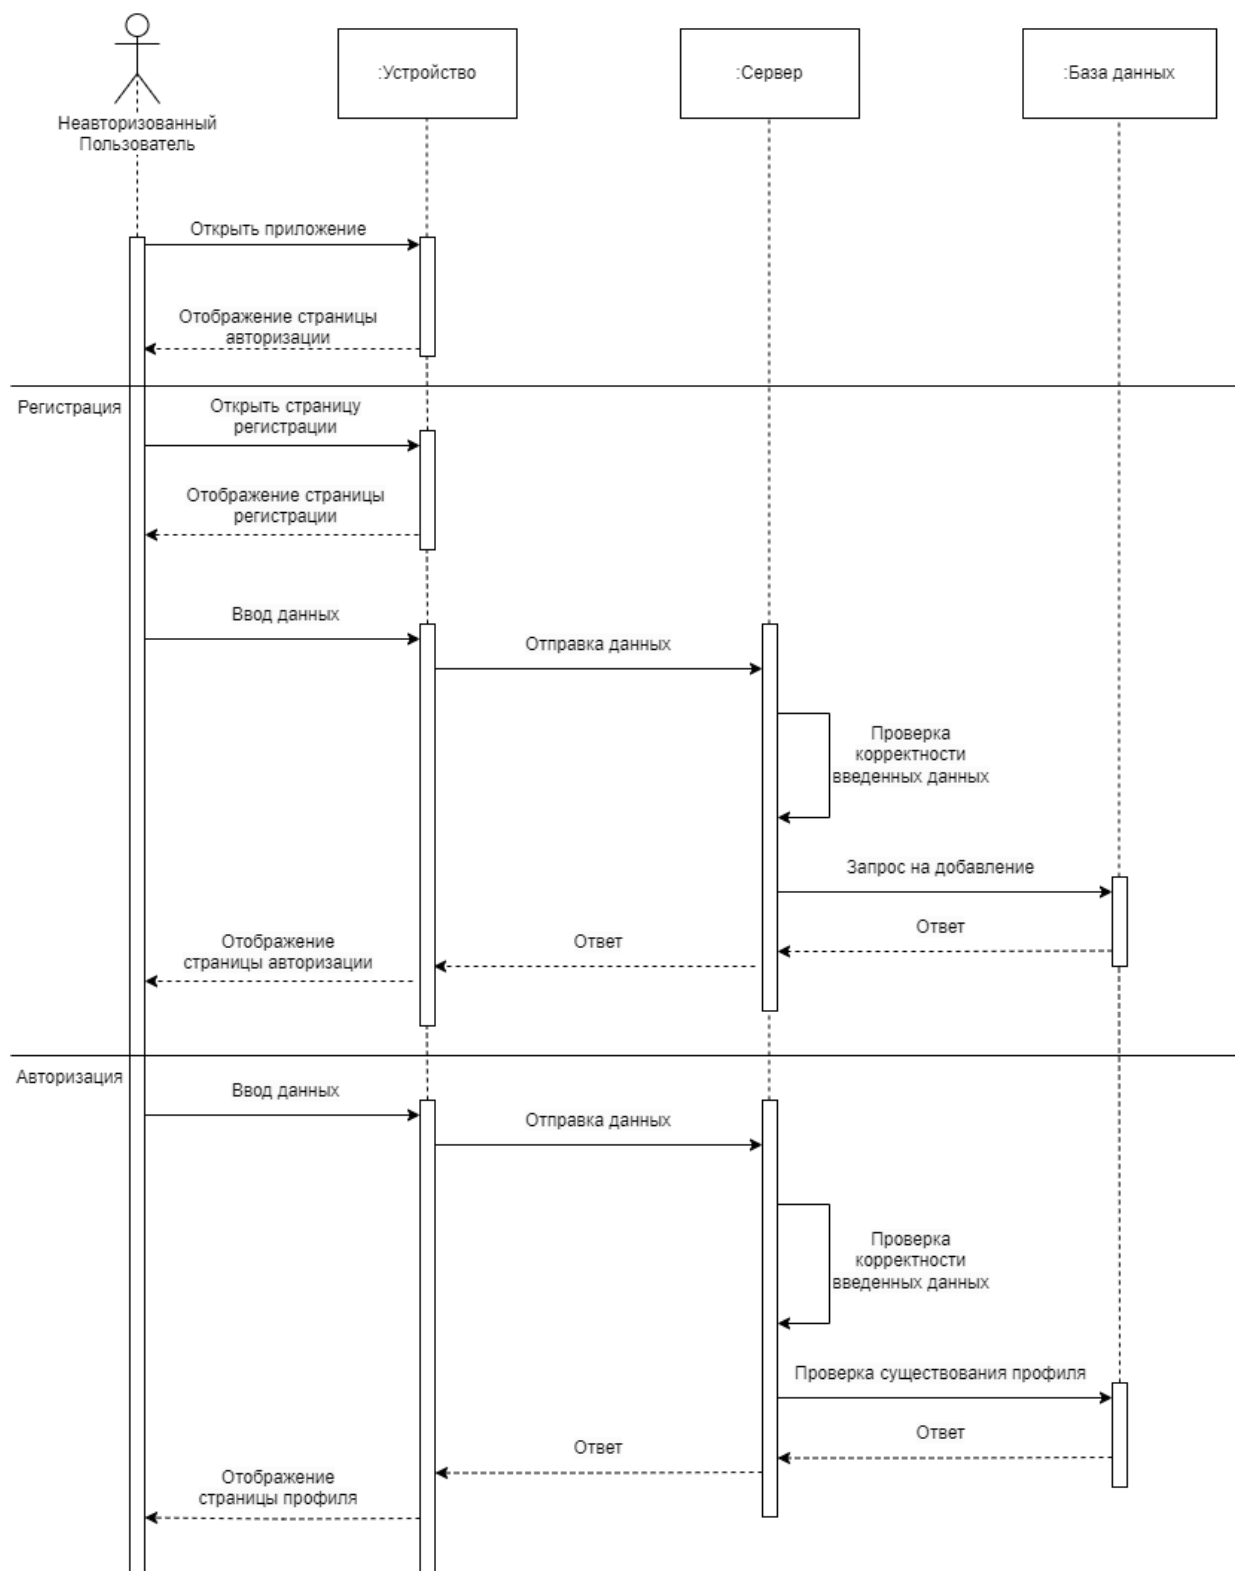 :Устройство
:Сервер
:База данных
Неавторизованный
Пользователь
Открыть приложение
Отображение страницы
авторизации
Регистрация
Открыть страницу
регистрации
Отображение страницы
регистрации
Ввод данных
Отправка данных
Проверка
корректности
введенных данных
Запрос на добавление
Ответ
Ответ
Отображение
страницы авторизации
Авторизация
Ввод данных
Отправка данных
Проверка
корректности
введенных данных
Проверка существования профиля
Ответ
Ответ
Отображение
страницы профиля